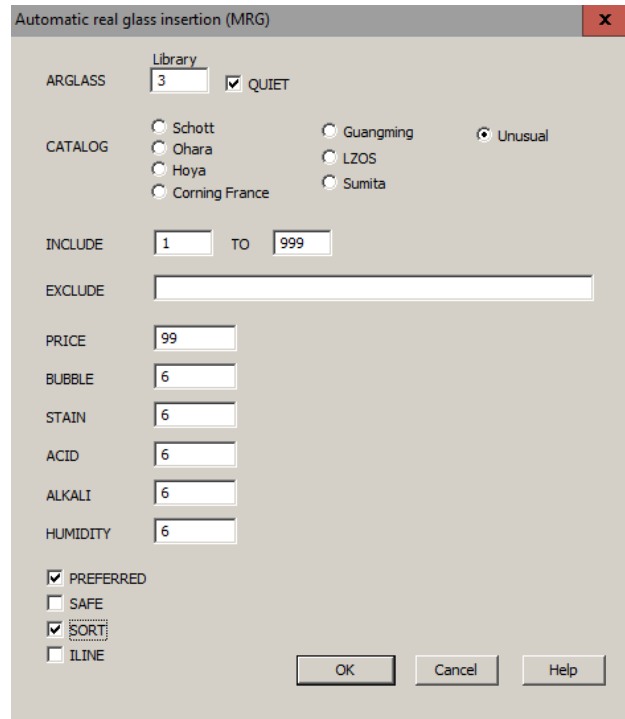 Automatic real glass insertion (MRG) x
Library
ARGLASS 3 QUIET
CATALOG
Schott Guangming Unusual
Ohara LZOS
Hoya Sumita
Corning France
INCLUDE 1 TO 999
EXCLUDE
PRICE 99
BUBBLE 6
STAIN 6
ACID 6
ALKALI 6
HUMIDITY 6
PREFERRED
SAFE
SORT
ILINE
OK Cancel Help